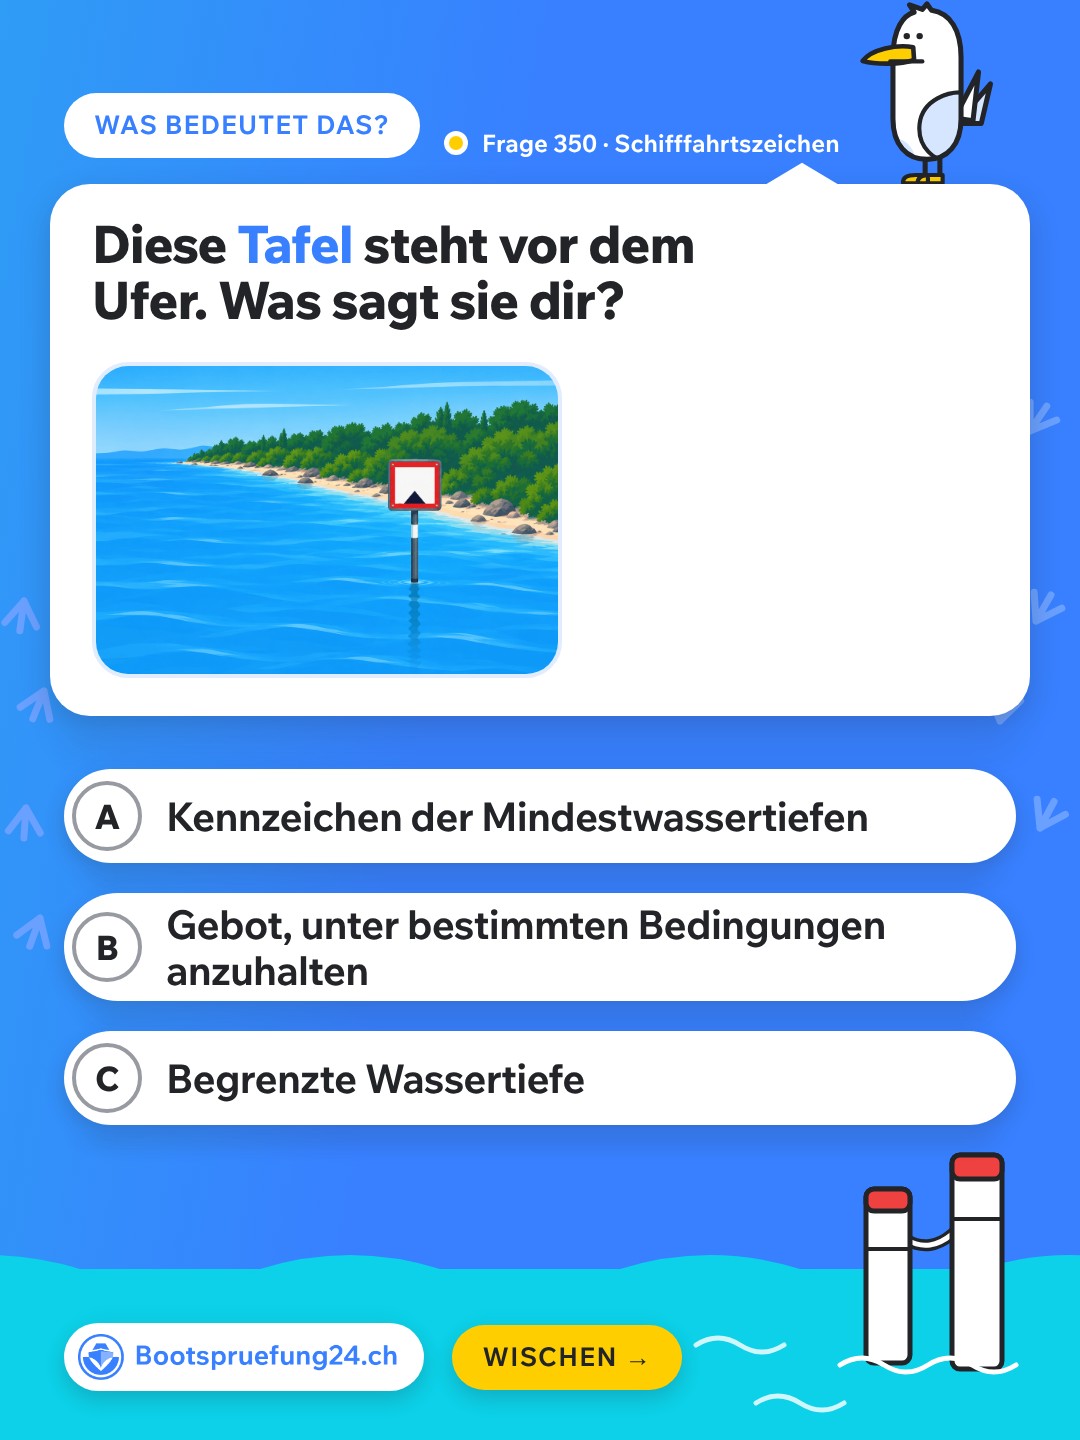 WAS BEDEUTET DAS?
Frage 350 · Schifffahrtszeichen
Diese Tafel steht vor dem
Ufer. Was sagt sie dir?
A Kennzeichen der Mindestwassertiefen
B Gebot, unter bestimmten Bedingungen
anzuhalten
C Begrenzte Wassertiefe
Bootspruefung24.ch
WISCHEN →